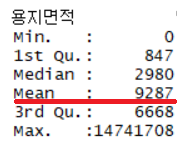 용지면적
Min.   :       0
1st Qu.:     847
Median :    2980
Mean   :    9287
3rd Qu.:    6668
Max.   :14741708